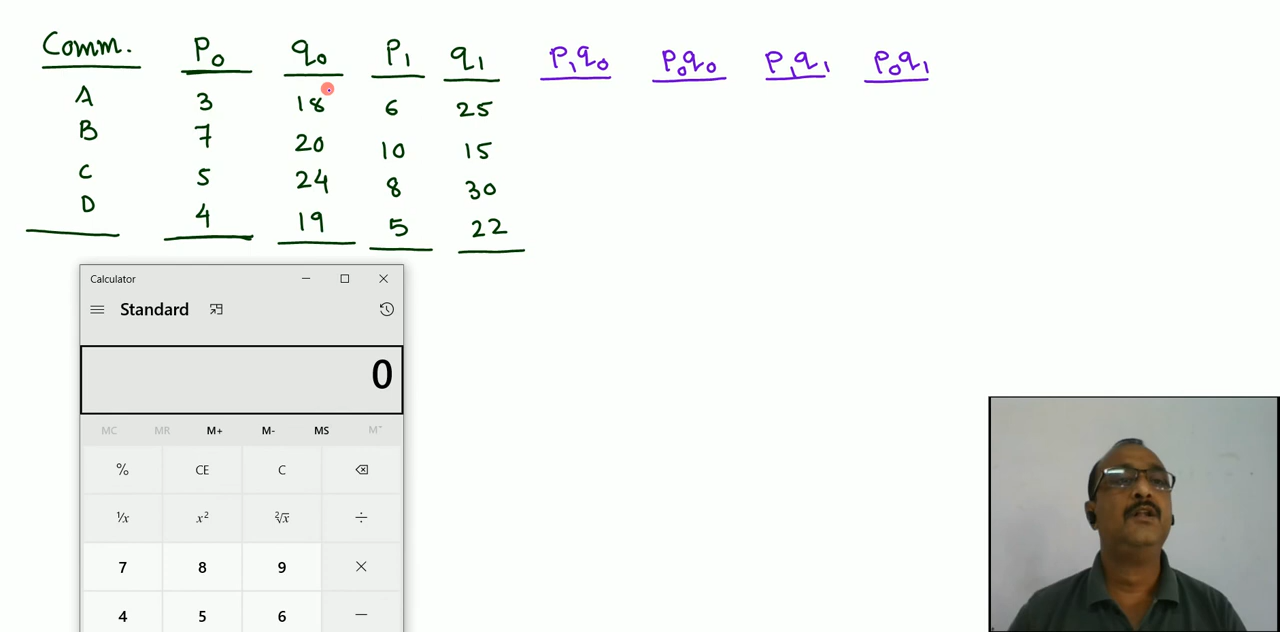 Comm. P₀ q₀ P₁ q₁ P₁q₀ P₀q₀ P₁q₁ P₀q₁
A 3 18 6 25
B 7 20 10 15
C 5 24 8 30
D 4 19 5 22
Calculator
Standard
0
MC MR M+ M- MS M˅
% CE C
¹/x x² ²√x ÷
7 8 9 ×
4 5 6 −